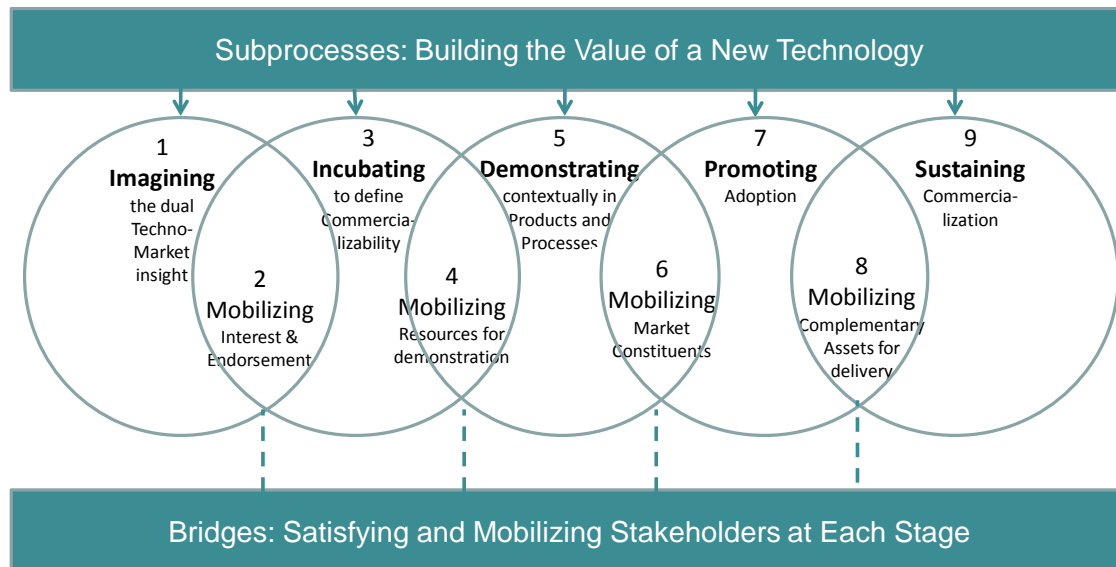 Subprocesses: Building the Value of a New Technology
1
Imagining
the dual
Techno-
Market
insight
2
Mobilizing
Interest &
Endorsement
3
Incubating
to define
Commercia-
lizability
4
Mobilizing
Resources for
demonstration
5
Demonstrating
contextually in
Products and
Processes
6
Mobilizing
Market
Constituents
7
Promoting
Adoption
8
Mobilizing
Complementary
Assets for
delivery
9
Sustaining
Commercia-
lization
Bridges: Satisfying and Mobilizing Stakeholders at Each Stage